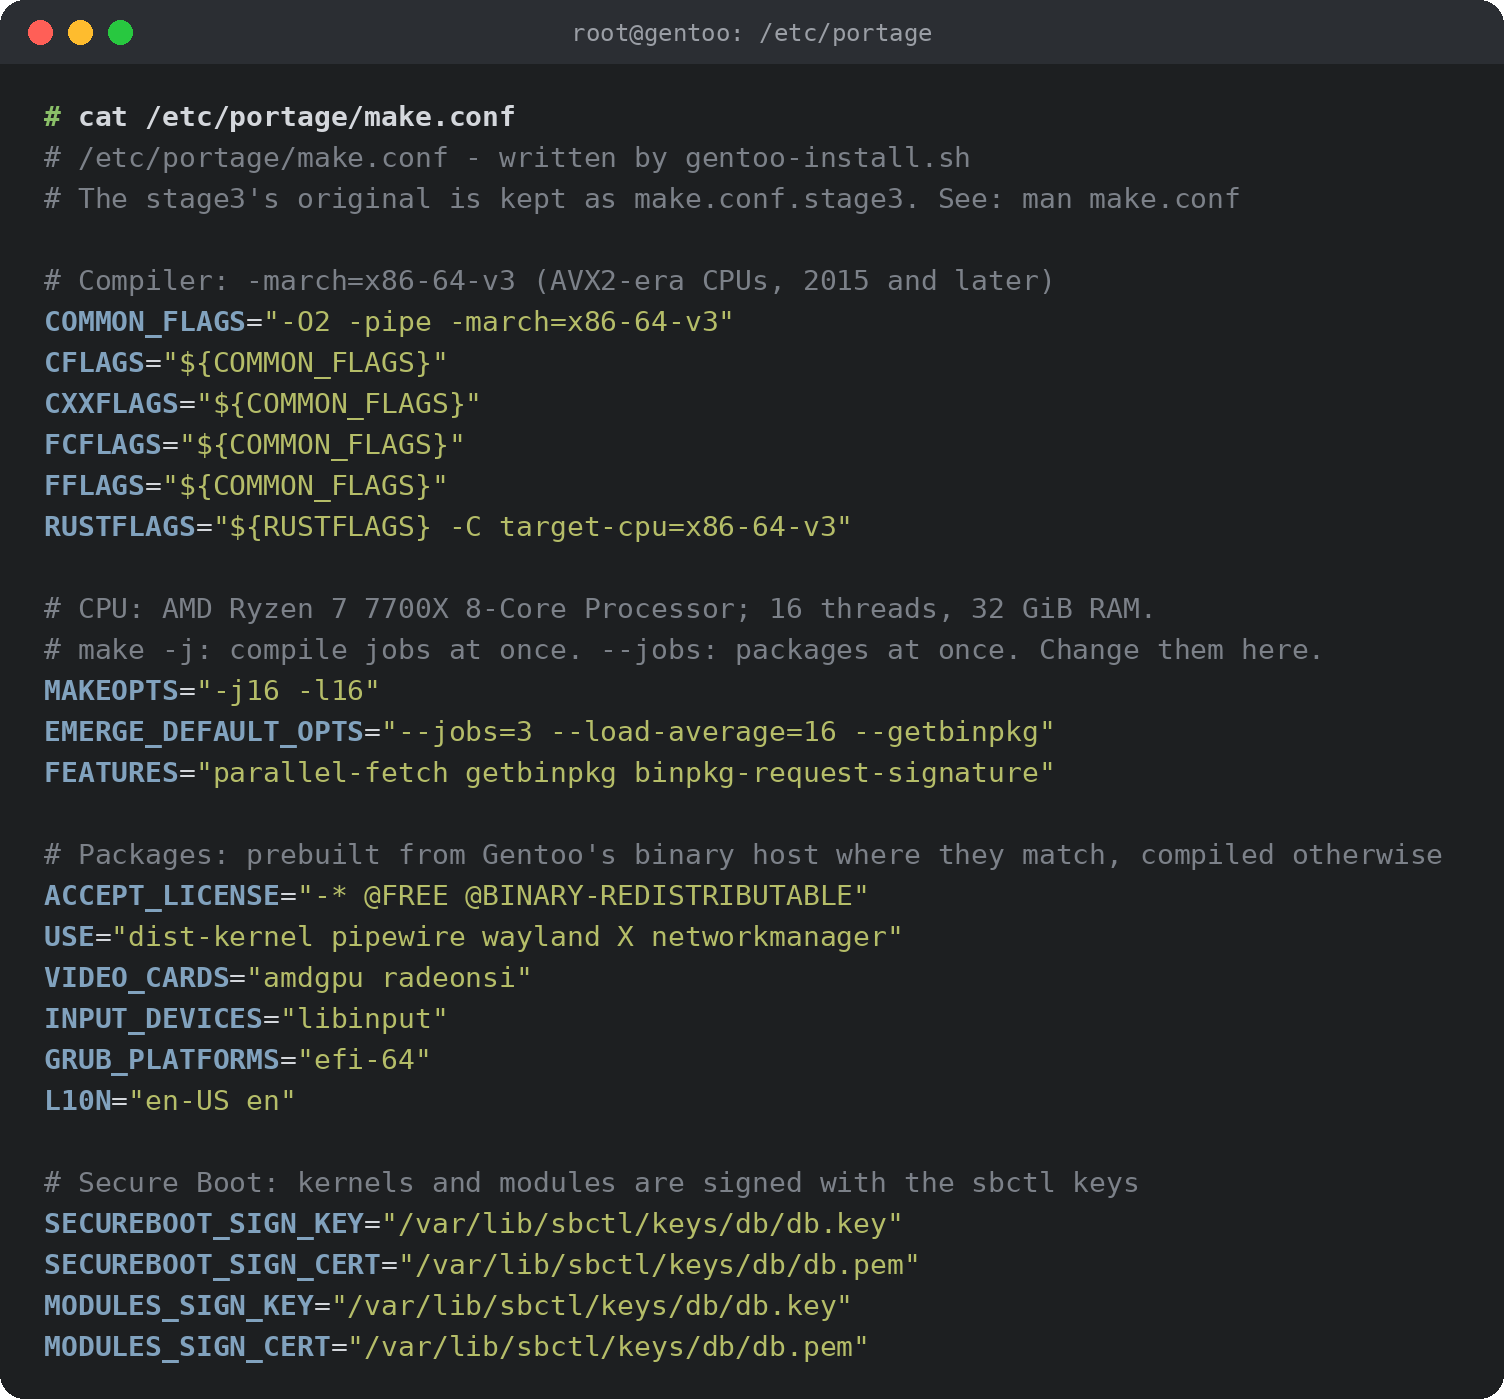 root@gentoo: /etc/portage
# cat /etc/portage/make.conf
# /etc/portage/make.conf - written by gentoo-install.sh
# The stage3's original is kept as make.conf.stage3. See: man make.conf
# Compiler: -march=x86-64-v3 (AVX2-era CPUs, 2015 and later)
COMMON_FLAGS="-O2 -pipe -march=x86-64-v3"
CFLAGS="${COMMON_FLAGS}"
CXXFLAGS="${COMMON_FLAGS}"
FCFLAGS="${COMMON_FLAGS}"
FFLAGS="${COMMON_FLAGS}"
RUSTFLAGS="${RUSTFLAGS} -C target-cpu=x86-64-v3"
# CPU: AMD Ryzen 7 7700X 8-Core Processor; 16 threads, 32 GiB RAM.
# make -j: compile jobs at once. --jobs: packages at once. Change them here.
MAKEOPTS="-j16 -l16"
EMERGE_DEFAULT_OPTS="--jobs=3 --load-average=16 --getbinpkg"
FEATURES="parallel-fetch getbinpkg binpkg-request-signature"
# Packages: prebuilt from Gentoo's binary host where they match, compiled otherwise
ACCEPT_LICENSE="-* @FREE @BINARY-REDISTRIBUTABLE"
USE="dist-kernel pipewire wayland X networkmanager"
VIDEO_CARDS="amdgpu radeonsi"
INPUT_DEVICES="libinput"
GRUB_PLATFORMS="efi-64"
L10N="en-US en"
# Secure Boot: kernels and modules are signed with the sbctl keys
SECUREBOOT_SIGN_KEY="/var/lib/sbctl/keys/db/db.key"
SECUREBOOT_SIGN_CERT="/var/lib/sbctl/keys/db/db.pem"
MODULES_SIGN_KEY="/var/lib/sbctl/keys/db/db.key"
MODULES_SIGN_CERT="/var/lib/sbctl/keys/db/db.pem"